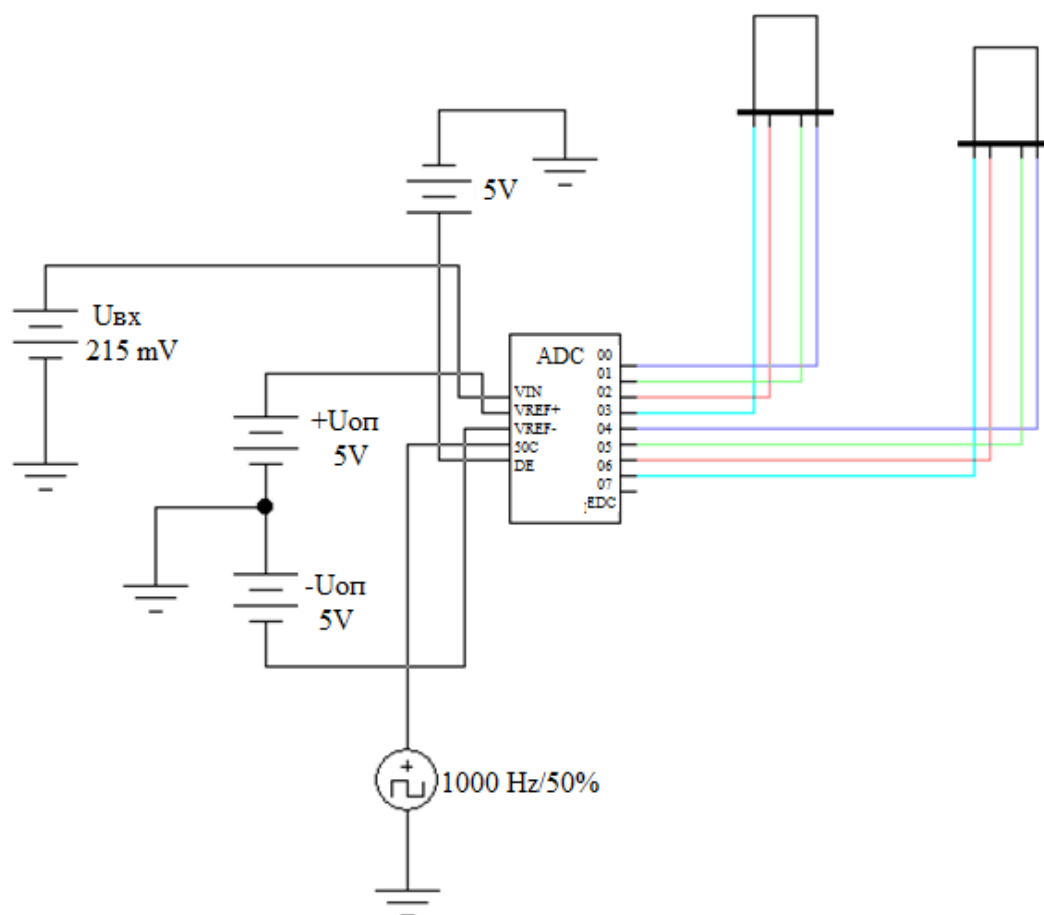 5V
Uвх
215 mV
ADC
00
01
02
03
04
05
06
07
EDC
VIN
VREF+
VREF-
50C
DE
+Uоп
5V
-Uоп
5V
1000 Hz/50%